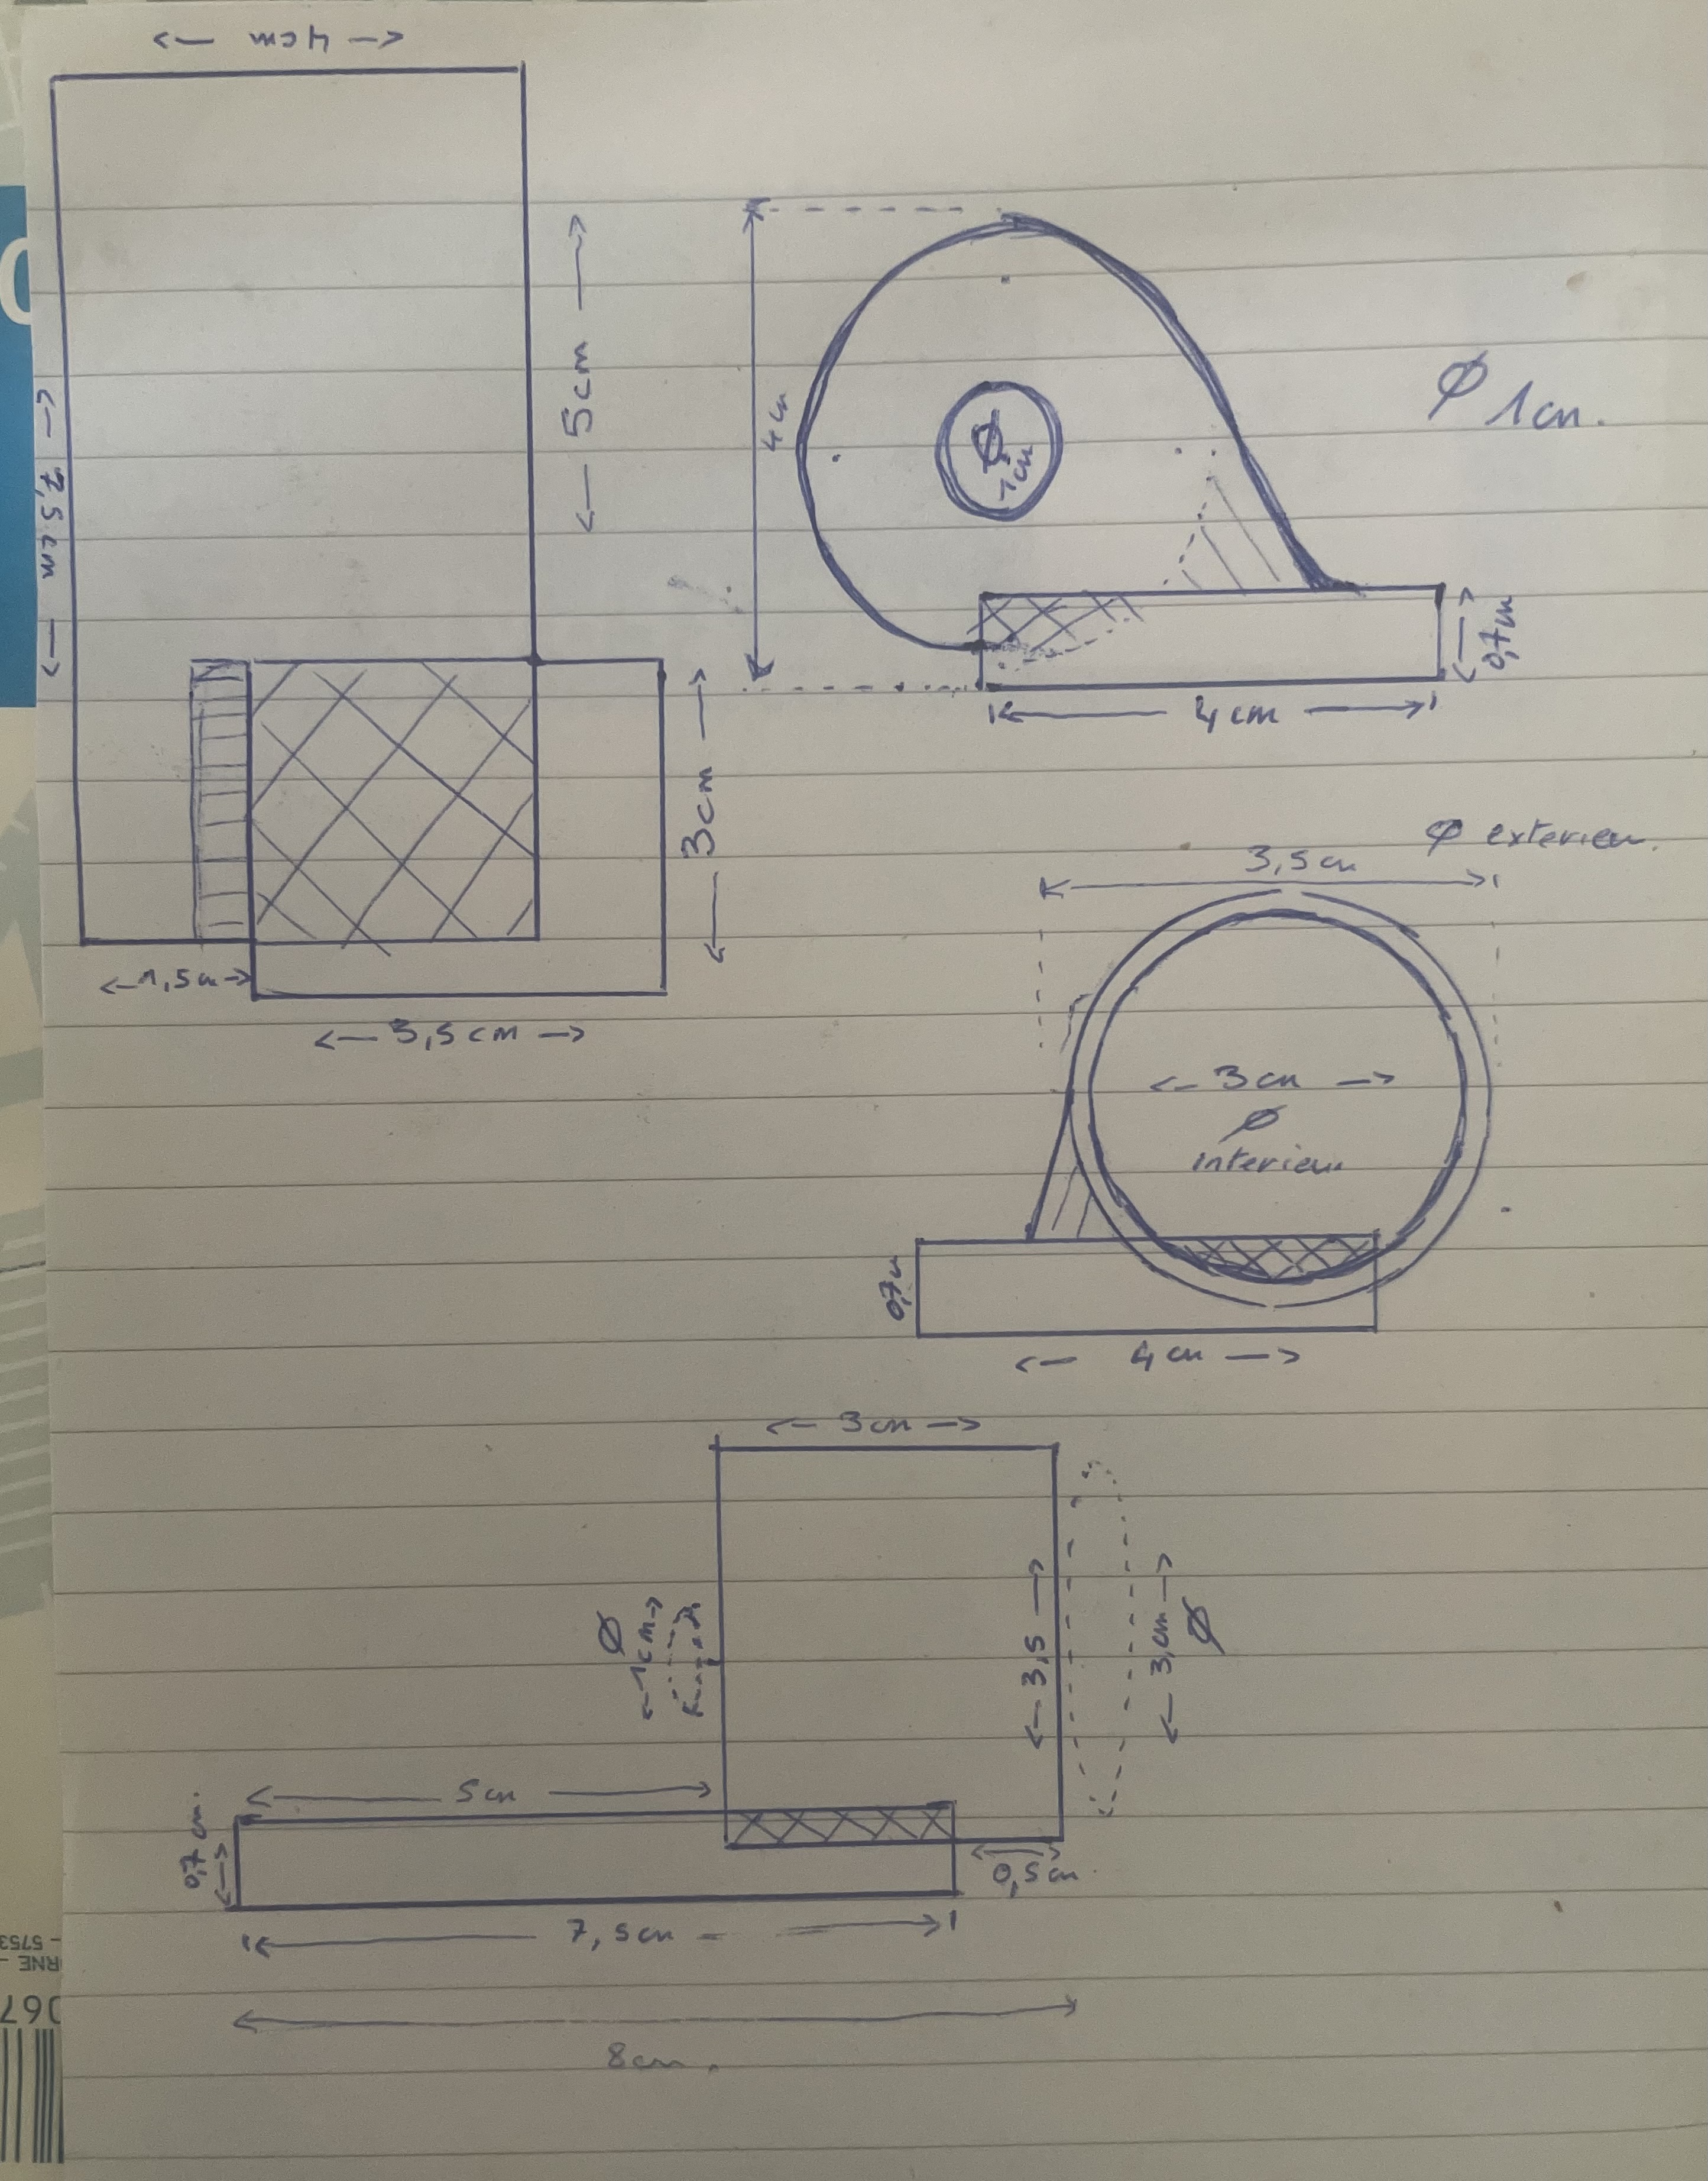 4cm
5cm
7,5cm
3cm
1,5cm
3,5cm
4cm
Ø
1cm
Ø 1cm.
0,7cm
4cm
3,5cm
Ø exterieur.
3cm
Ø
interieur
0,7cm
4cm
3cm
Ø
1cm
3,5
3cm
Ø
5cm
0,7cm.
0,5cm.
7,5cm
8cm.
RNE -
- 5753
067